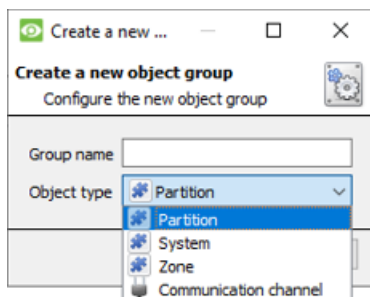 Create a new ...
Create a new object group
Configure the new object group
Group name
Object type Partition
Partition
System
Zone
Communication channel